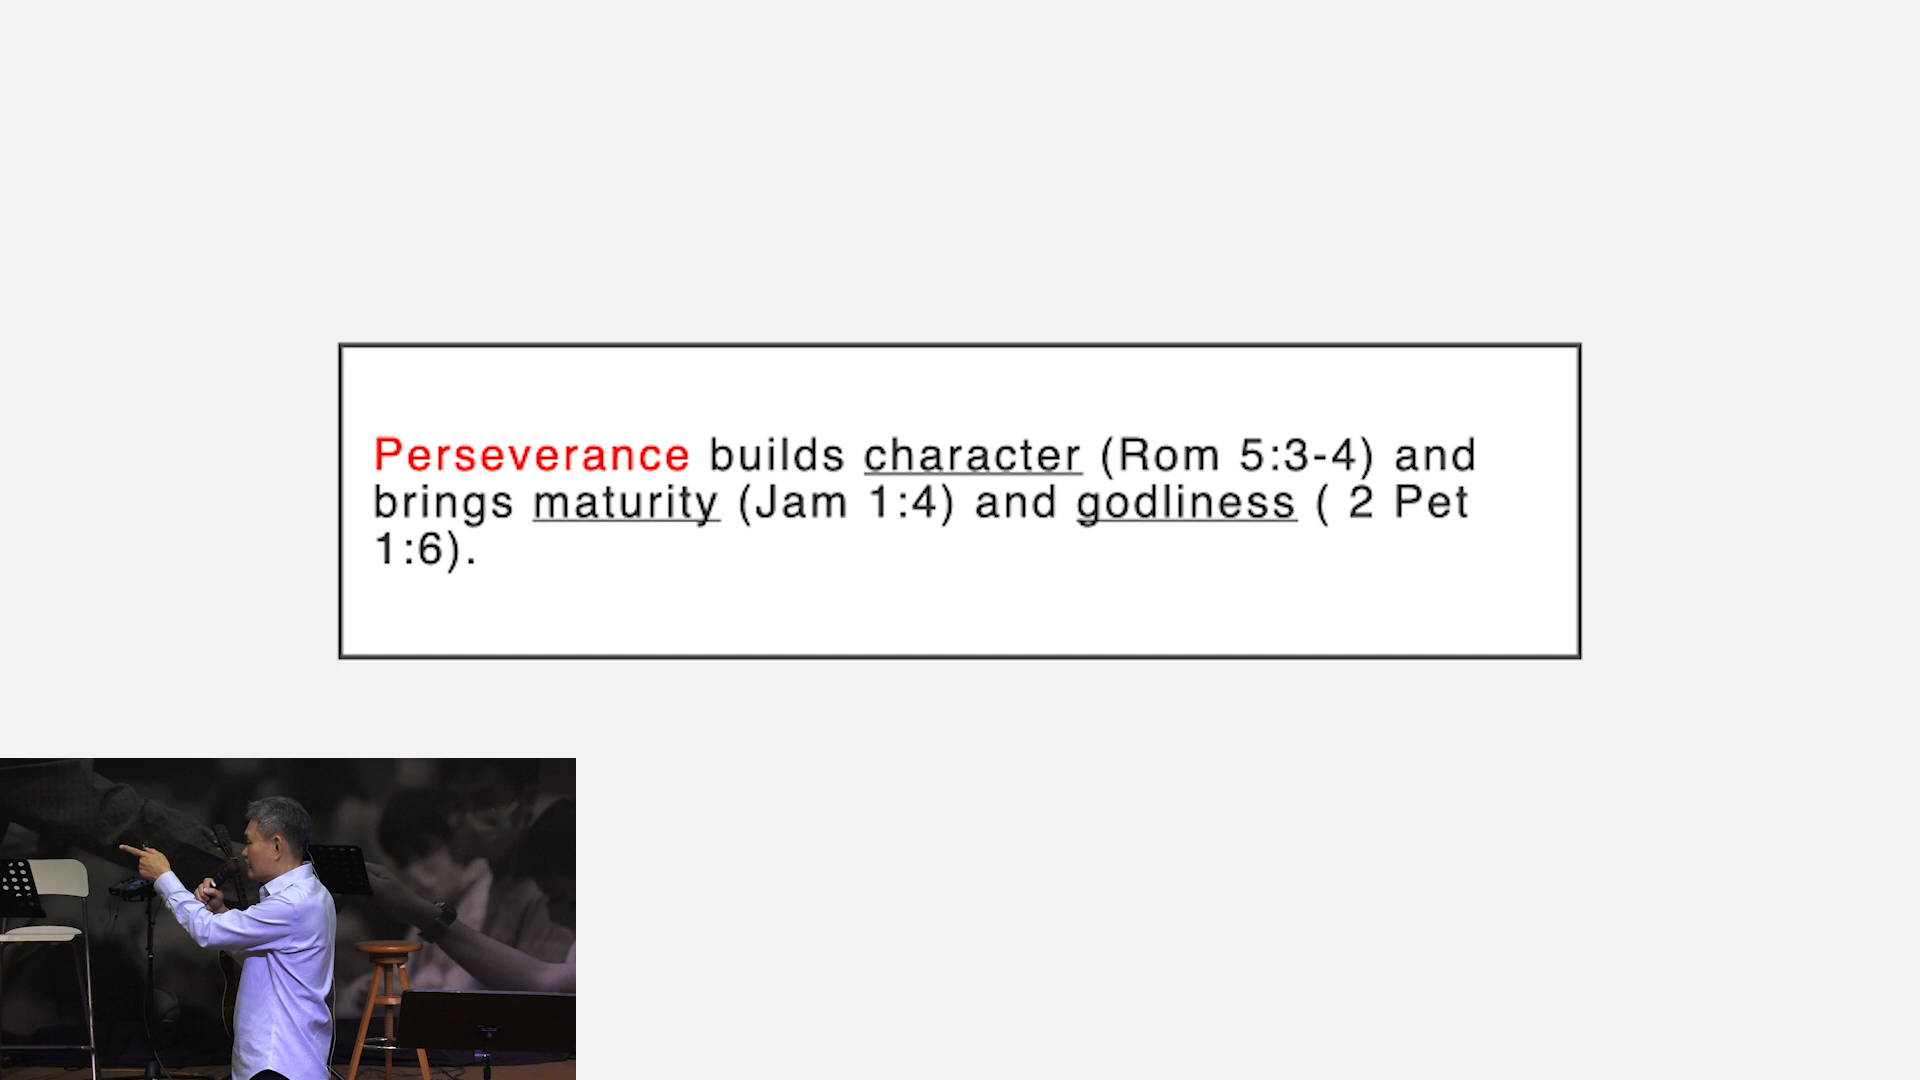 Perseverance builds character (Rom 5:3-4) and
brings maturity (Jam 1:4) and godliness ( 2 Pet
1:6).